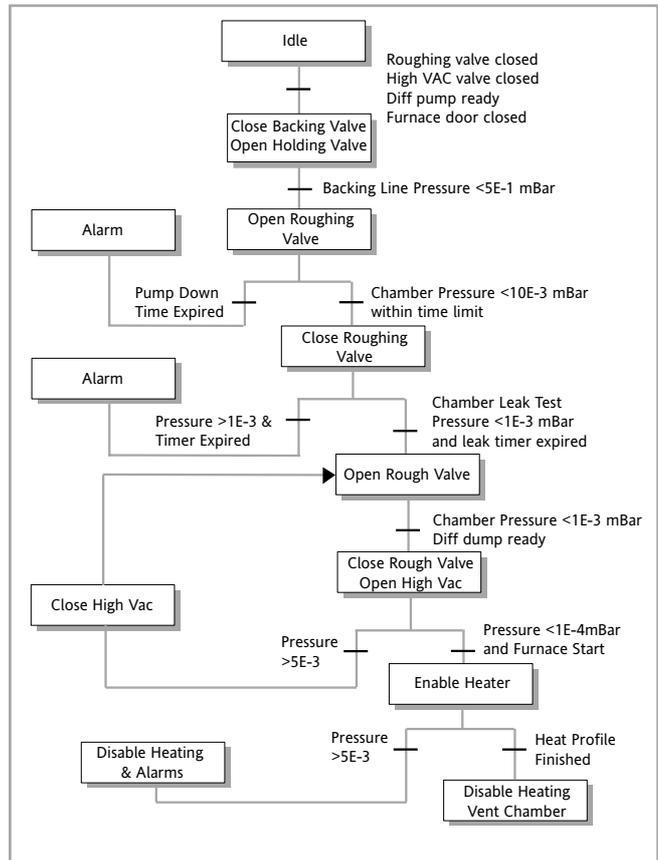 Idle
Roughing valve closed
High VAC valve closed
Diff pump ready
Furnace door closed
Close Backing Valve
Open Holding Valve
Backing Line Pressure <5E-1 mBar
Open Roughing
Valve
Alarm
Pump Down
Time Expired
Chamber Pressure <10E-3 mBar
within time limit
Close Roughing
Valve
Alarm
Pressure >1E-3 &
Timer Expired
Chamber Leak Test
Pressure <1E-3 mBar
and leak timer expired
Open Rough Valve
Chamber Pressure <1E-3 mBar
Diff dump ready
Close Rough Valve
Open High Vac
Close High Vac
Pressure
>5E-3
Pressure <1E-4mBar
and Furnace Start
Enable Heater
Pressure
>5E-3
Heat Profile
Finished
Disable Heating
& Alarms
Disable Heating
Vent Chamber